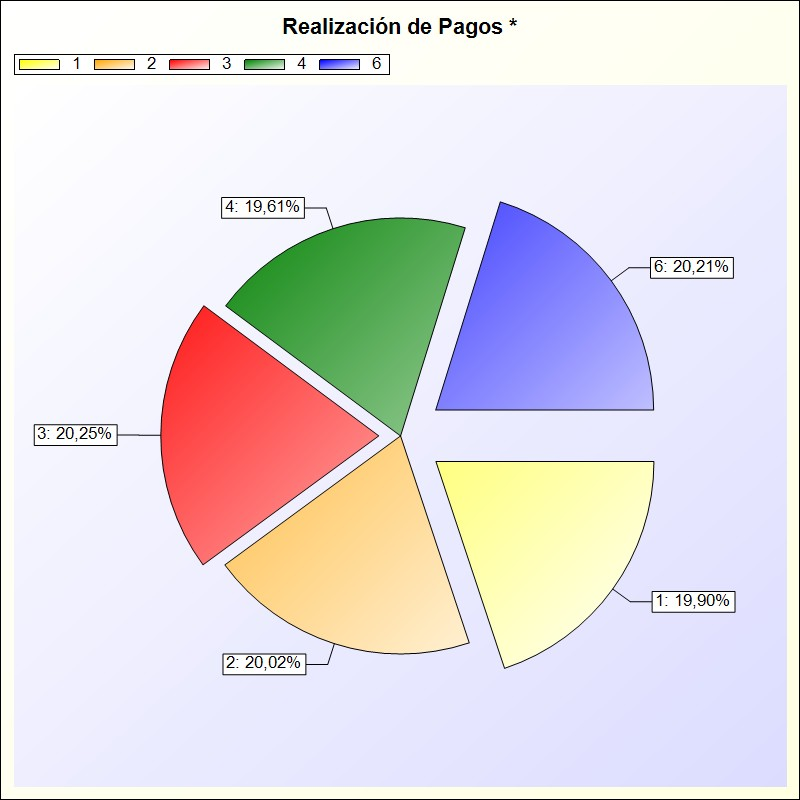 Realización de Pagos *
1 2 3 4 6
4: 19,61%
6: 20,21%
3: 20,25%
1: 19,90%
2: 20,02%